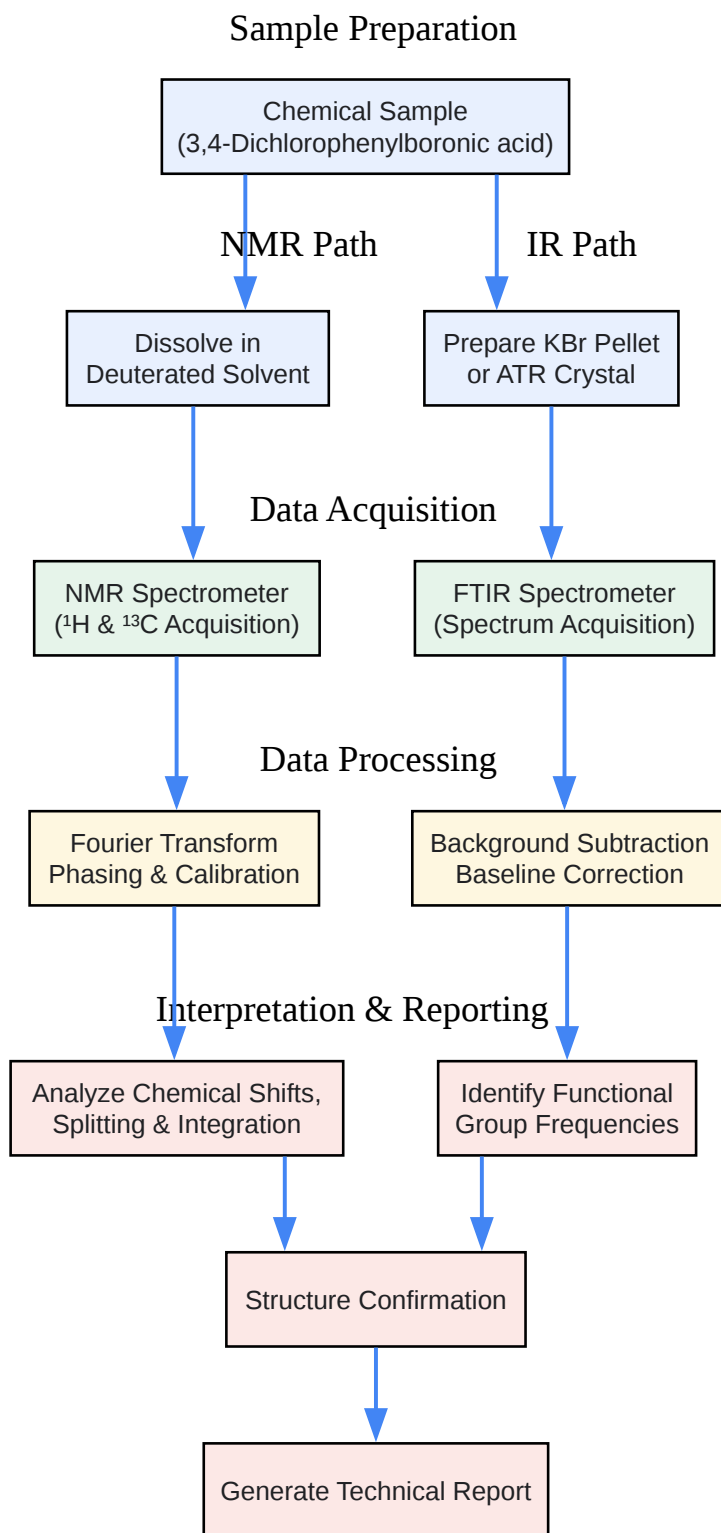 Sample Preparation
Chemical Sample
(3,4-Dichlorophenylboronic acid)
NMR Path
IR Path
Dissolve in
Deuterated Solvent
Prepare KBr Pellet
or ATR Crystal
Data Acquisition
NMR Spectrometer
(¹H & ¹³C Acquisition)
FTIR Spectrometer
(Spectrum Acquisition)
Data Processing
Fourier Transform
Phasing & Calibration
Background Subtraction
Baseline Correction
Interpretation & Reporting
Analyze Chemical Shifts,
Splitting & Integration
Identify Functional
Group Frequencies
Structure Confirmation
Generate Technical Report